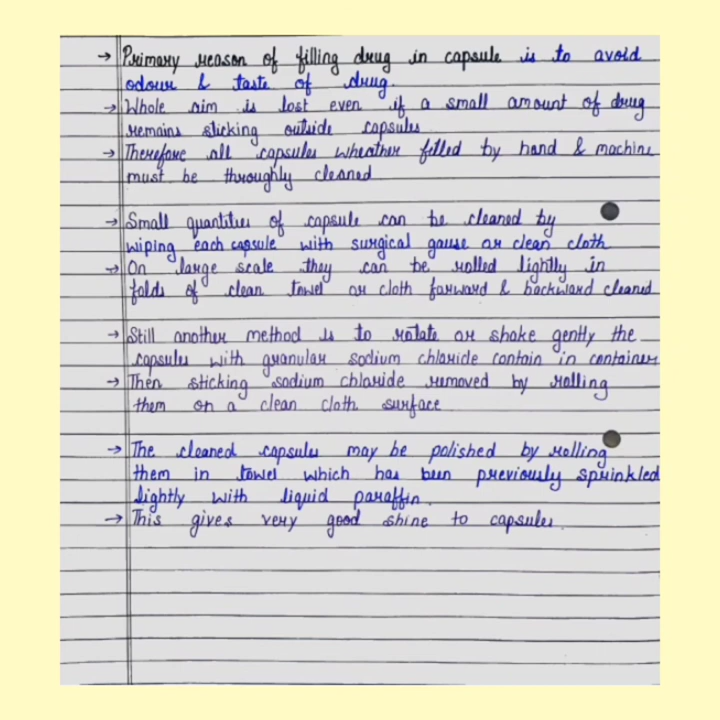 → Primary reason of filling drug in capsule is to avoid
odour & taste of drug.
→ Whole aim is lost even if a small amount of drug
remains sticking outside capsules
→ Therefore all capsules wheather filled by hand & machine
must be throughly cleaned
→ Small quantities of capsule can be cleaned by
wiping each capsule with surgical gause or clean cloth
→ On large scale they can be rolled lightly in
folds of clean towel or cloth forward & backward cleaned
→ Still another method is to rotate or shake gently the
capsules with granular sodium chloride contain in container
→ Then sticking sodium chloride removed by rolling
them on a clean cloth surface
→ The cleaned capsules may be polished by rolling
them in towel which has been previously sprinkled
lightly with liquid paraffin.
→ This gives very good shine to capsules.